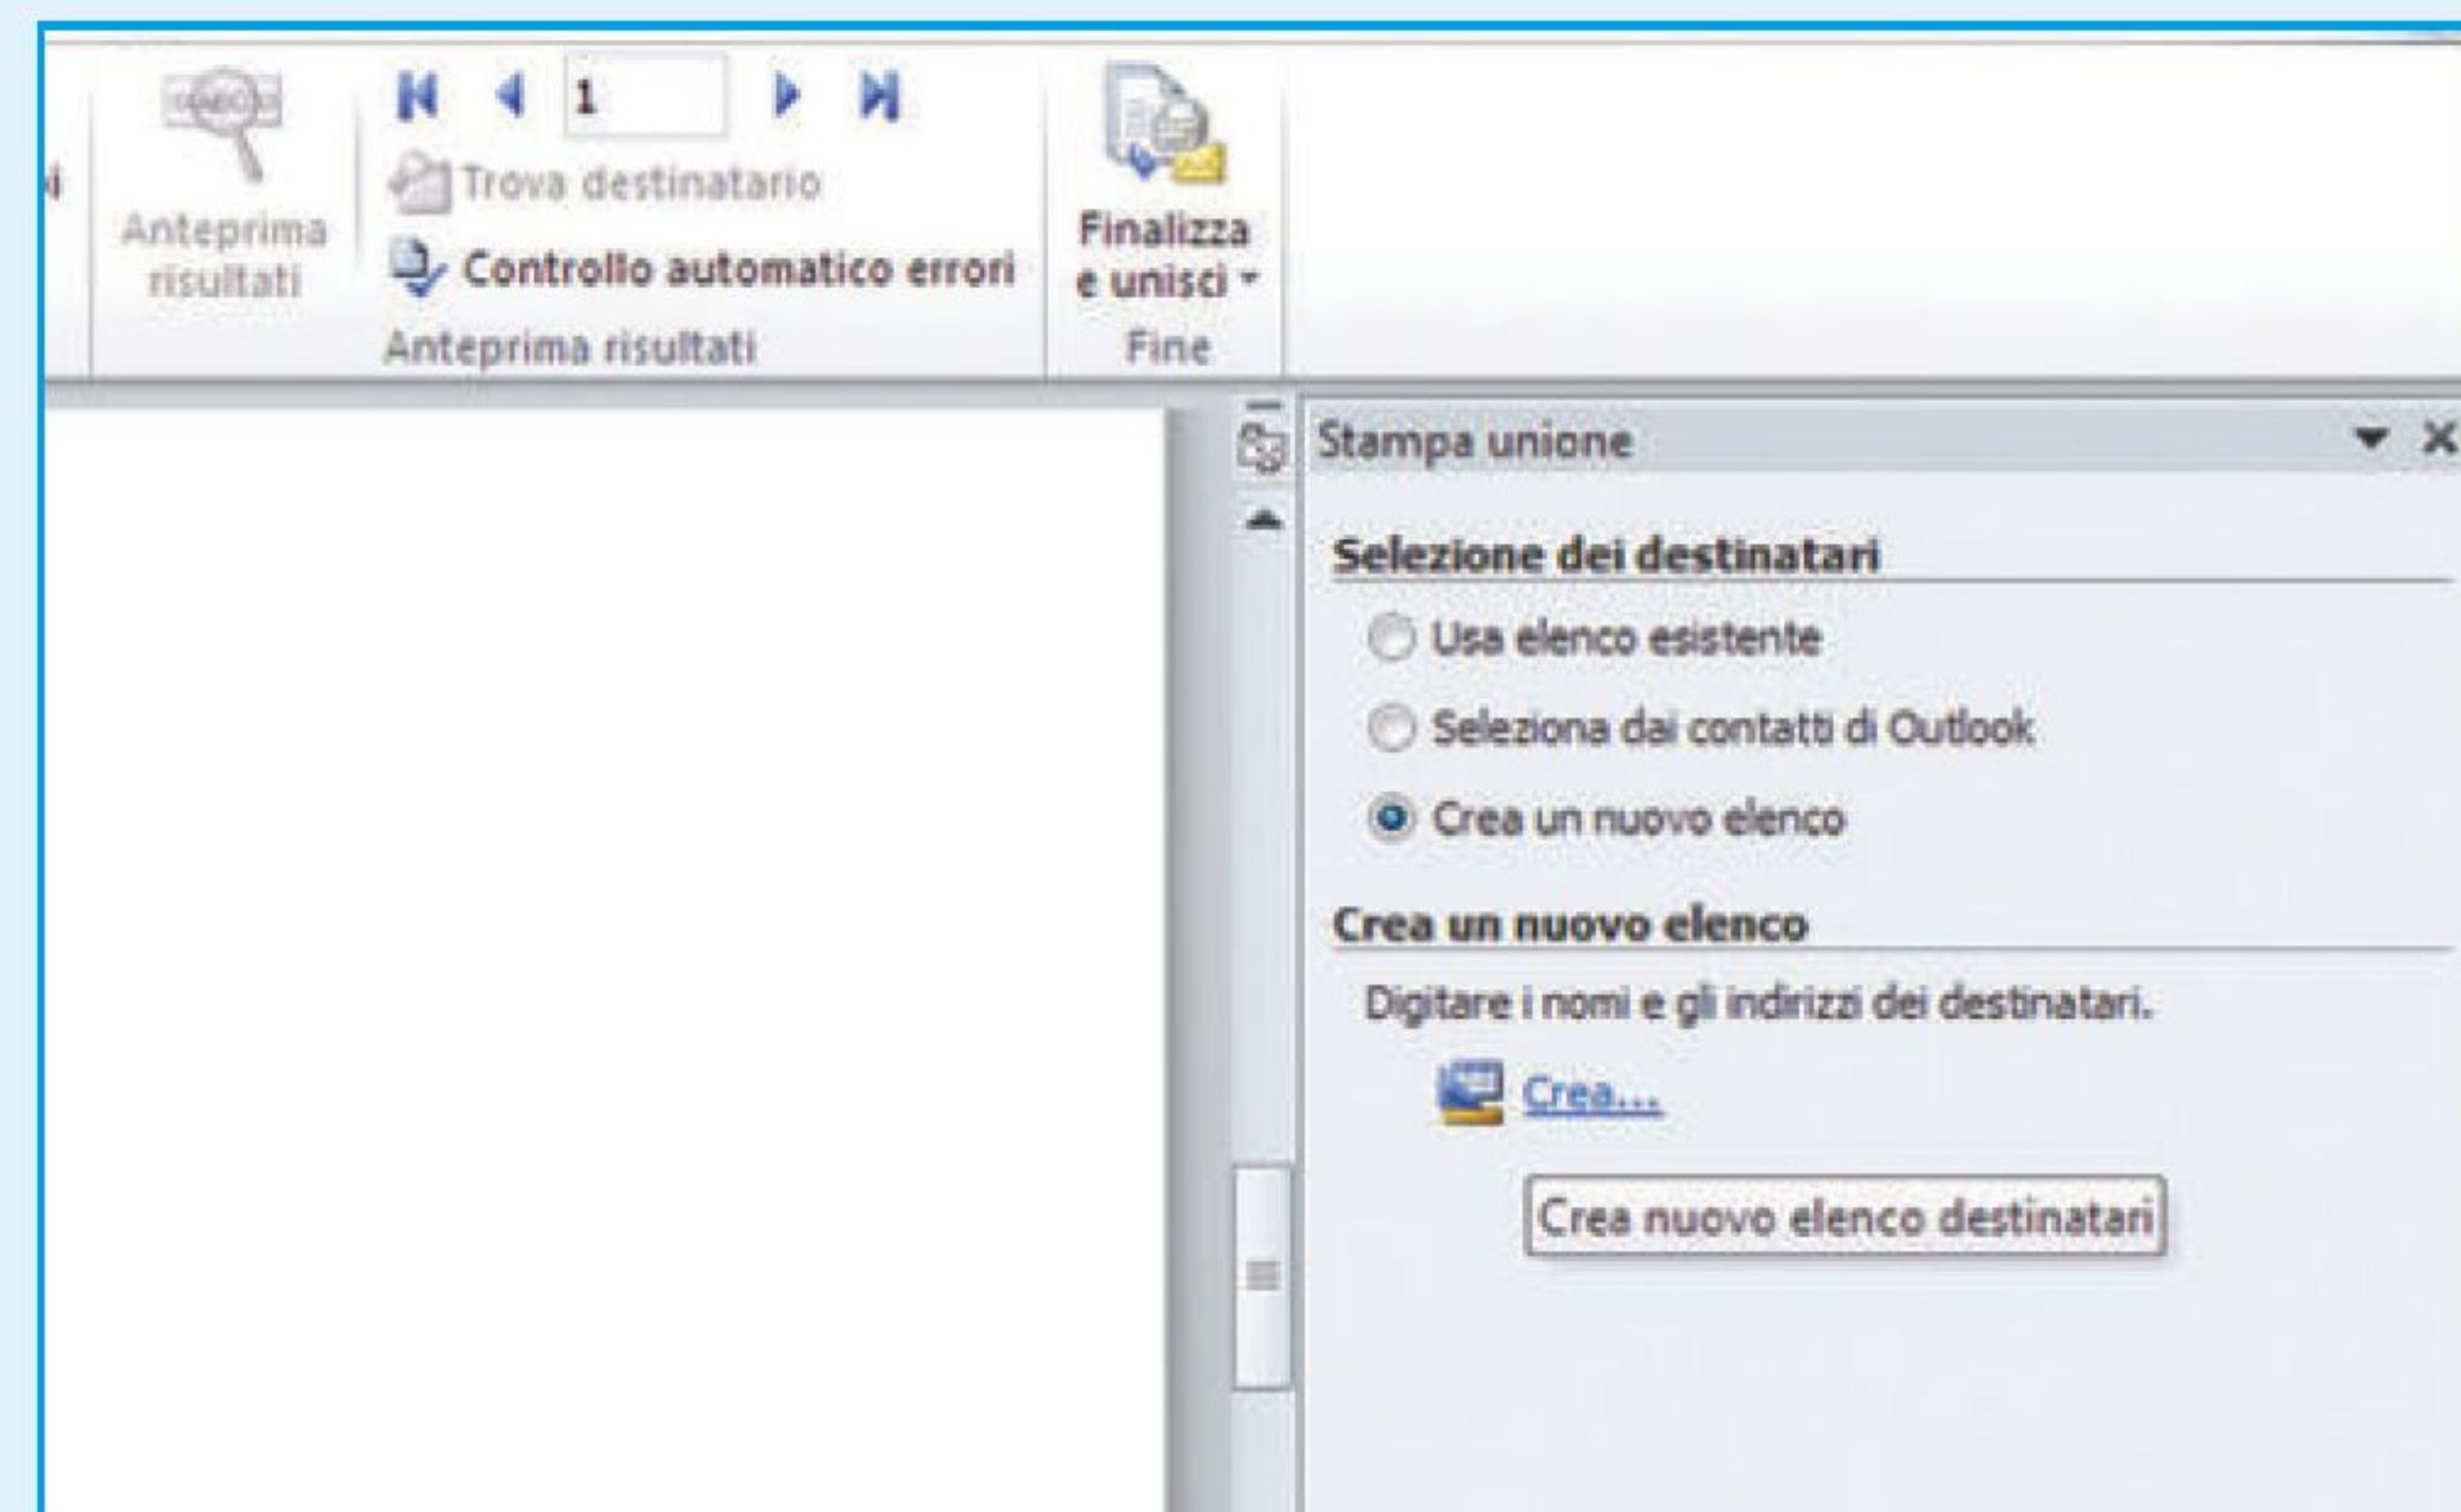 1
Trova destinatario
Anteprima
risultati
Controllo automatico errori
Anteprima risultati
Finalizza
e unisci
Fine
Stampa unione
Selezione dei destinatari
Usa elenco esistente
Seleziona dai contatti di Outlook
Crea un nuovo elenco
Crea un nuovo elenco
Digitare i nomi e gli indirizzi dei destinatari.
Crea...
Crea nuovo elenco destinatari